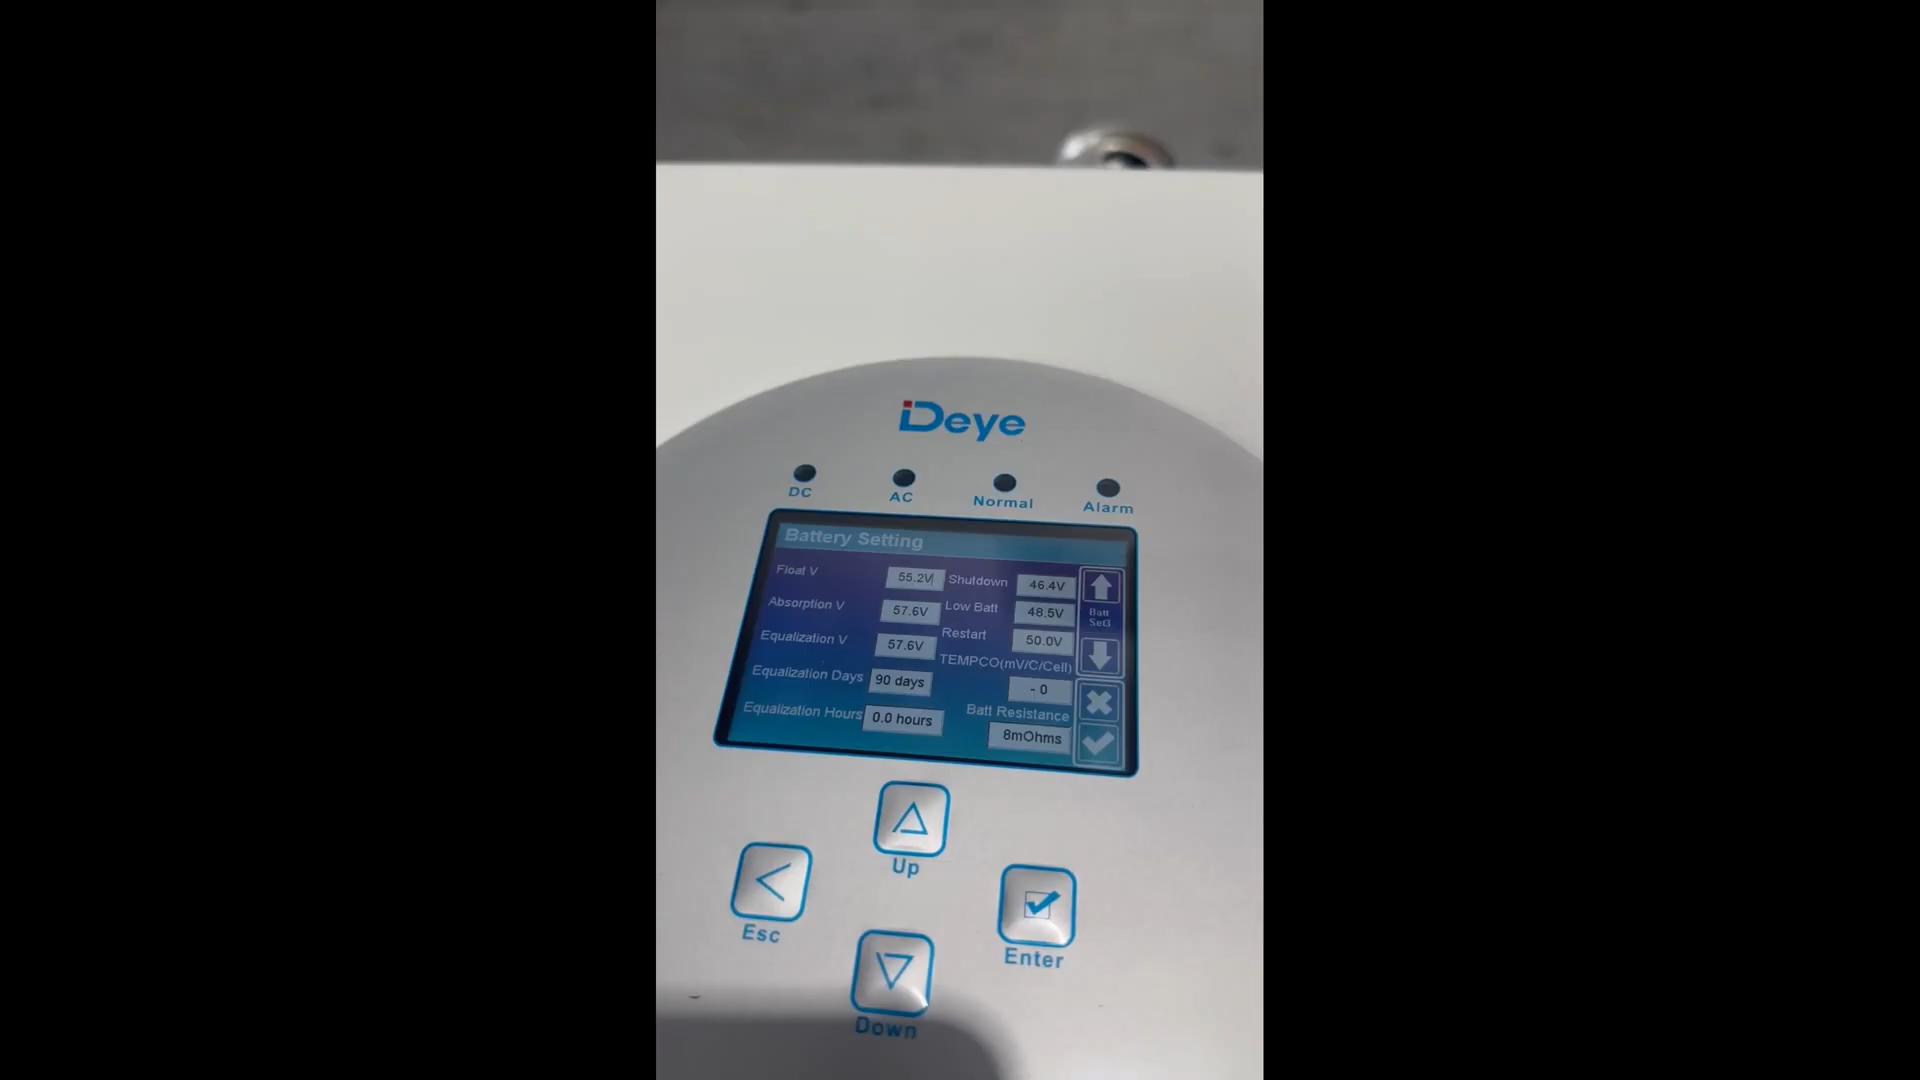 Deye
DC AC Normal Alarm
Battery Setting
Float V 55.2V Shutdown 46.4V
Absorption V 57.6V Low Batt 48.5V
Batt
Set3
Equalization V 57.6V Restart 50.0V
TEMPCO(mV/C/Cell)
Equalization Days 90 days - 0
Batt Resistance
Equalization Hours 0.0 hours 8mOhms
Up
Esc
Enter
Down